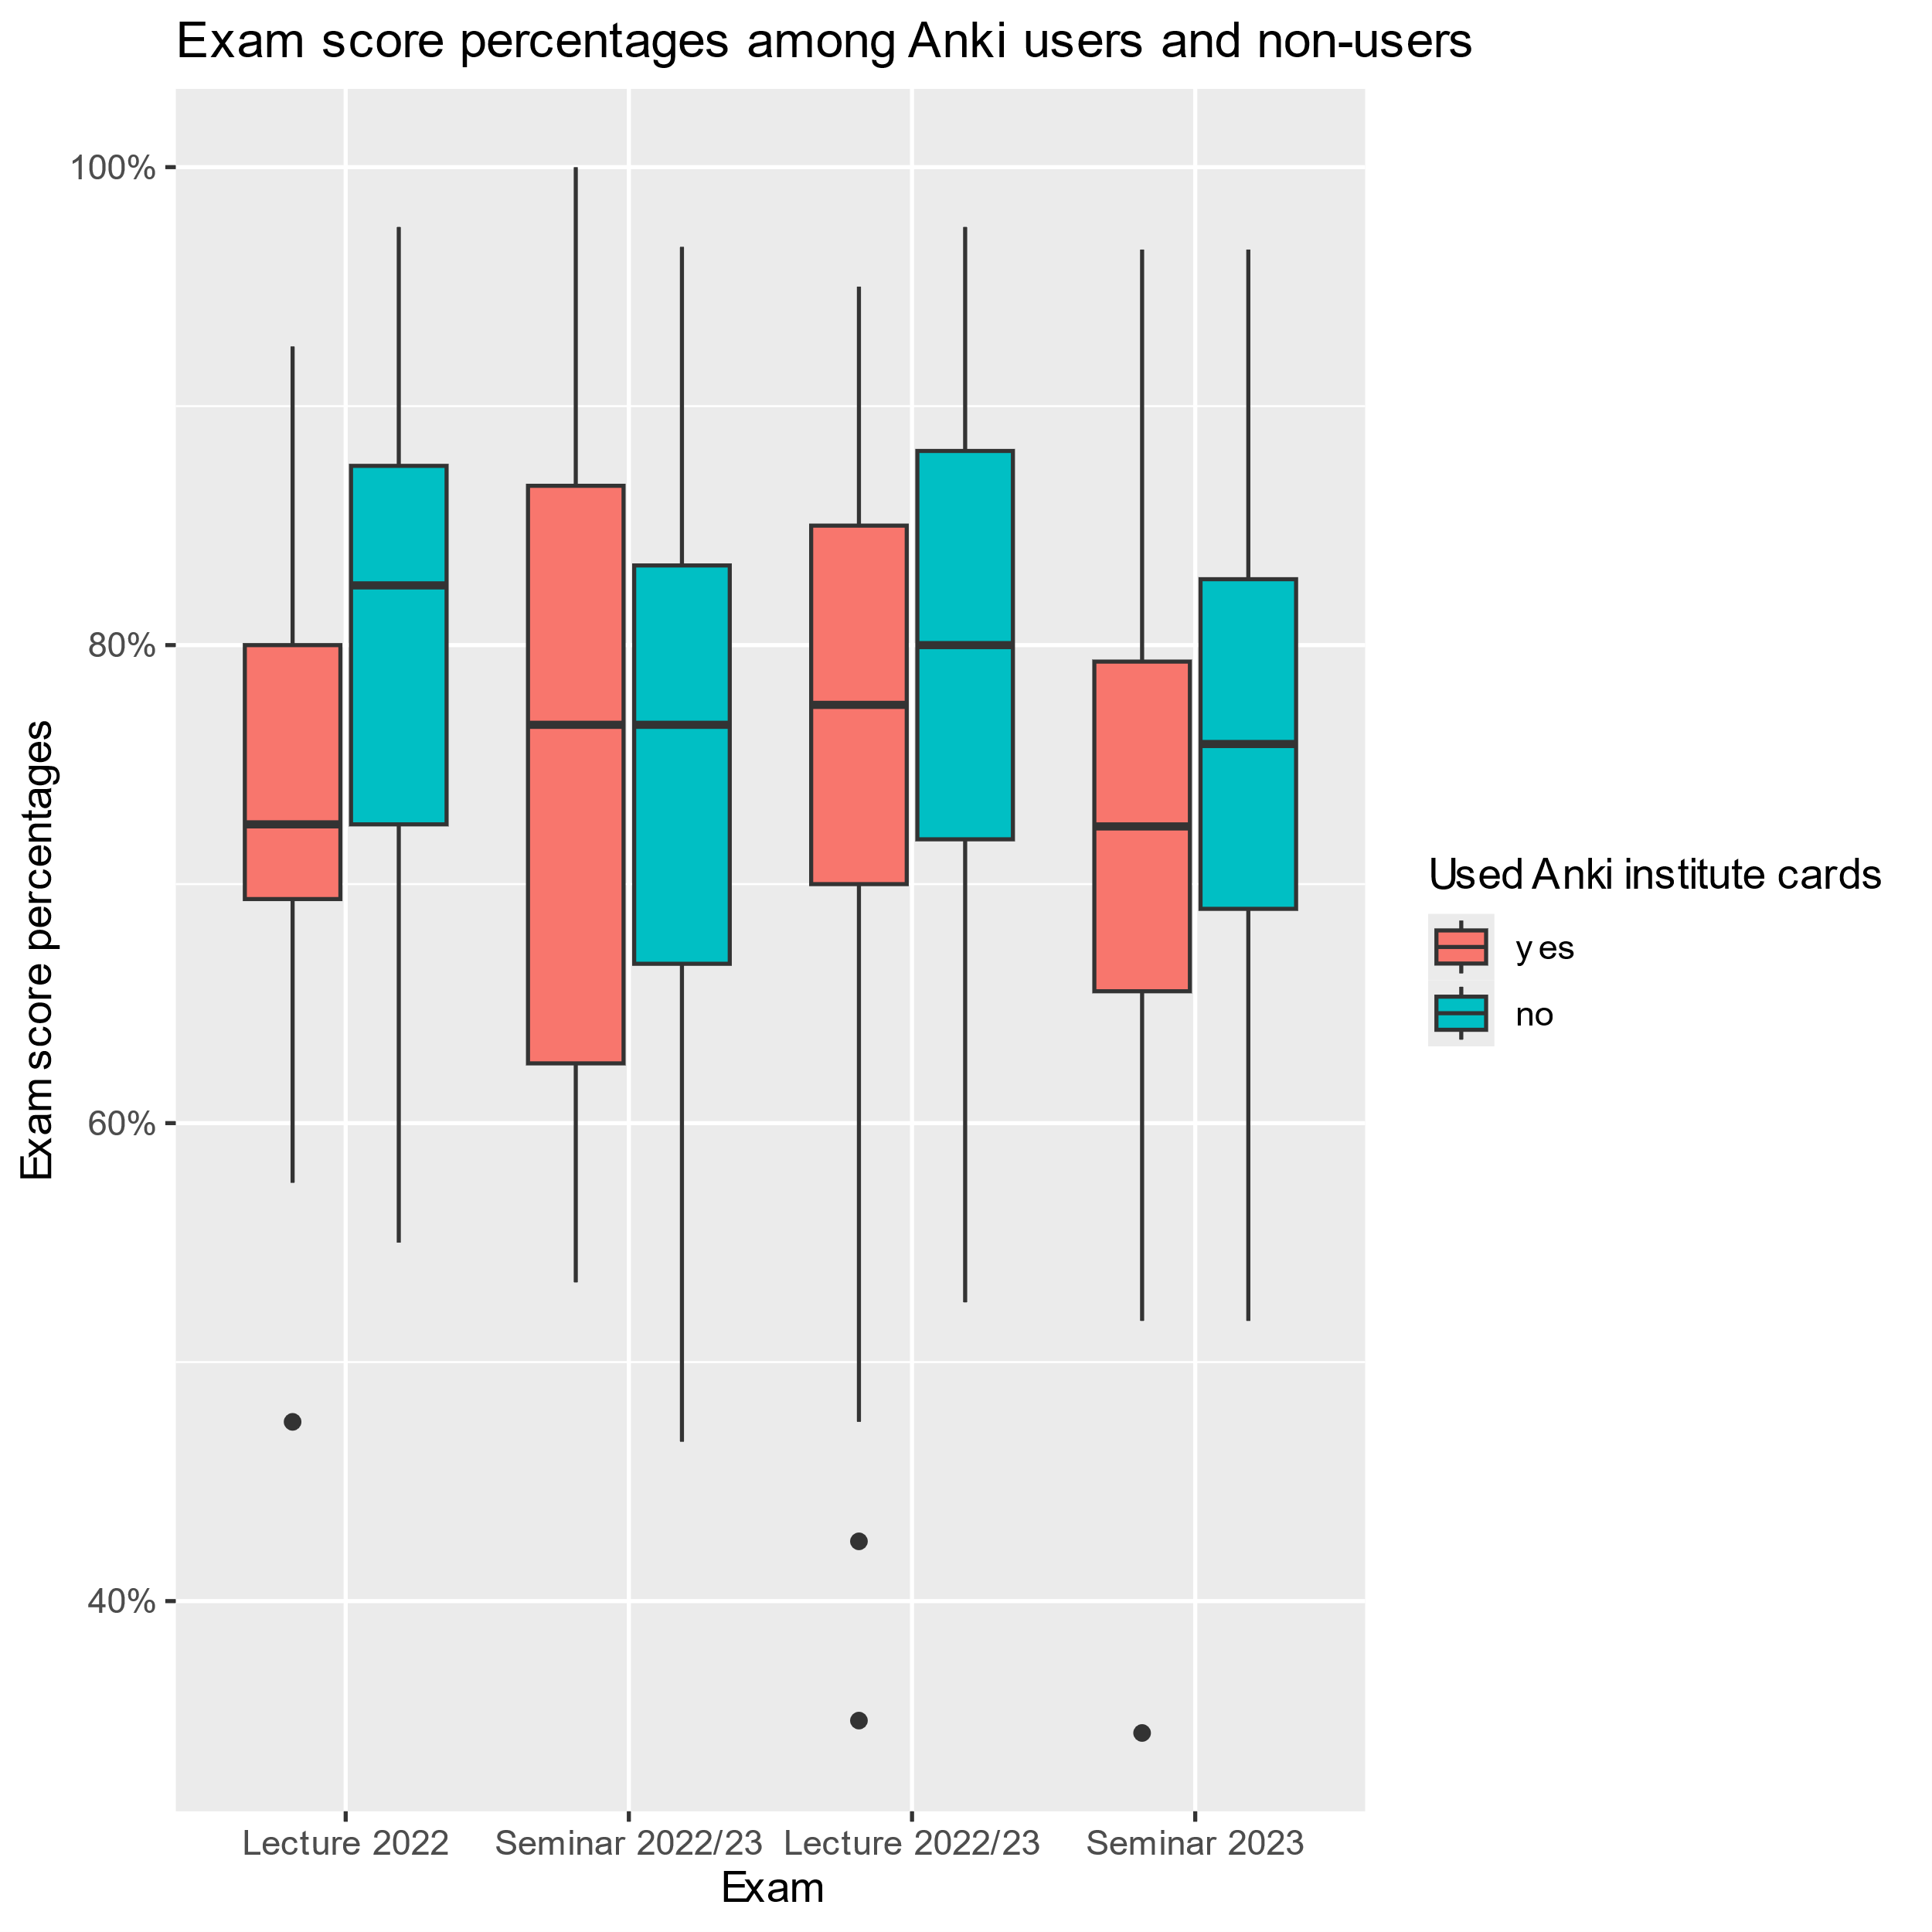 Exam score percentages among Anki users and non-users
Exam score percentages
100%
80%
60%
40%
Lecture 2022
Seminar 2022/23
Lecture 2022/23
Seminar 2023
Exam
Used Anki institute cards
yes
no